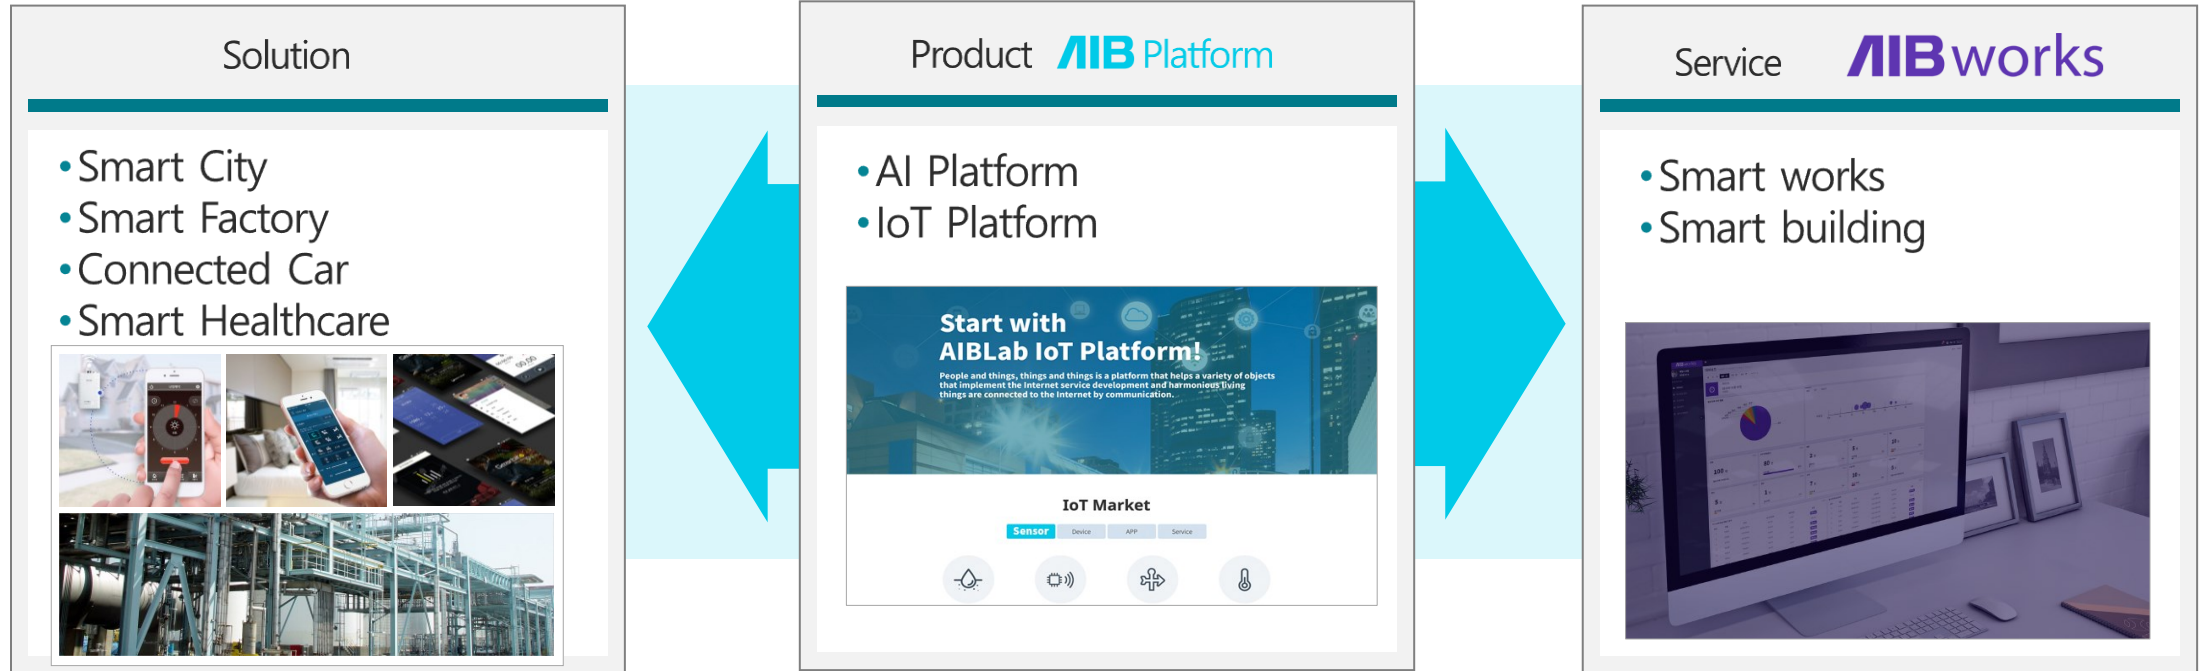 Solution
• Smart City
• Smart Factory
• Connected Car
• Smart Healthcare
Product AIB Platform
• AI Platform
• IoT Platform
Start with
AIBLab IoT Platform!
People and things, things and things is a platform that helps a variety of objects
that implement the Internet service development and harmonious living
things are connected to the Internet by communication.
IoT Market
Sensor Device APP Service
Service AIB works
• Smart works
• Smart building